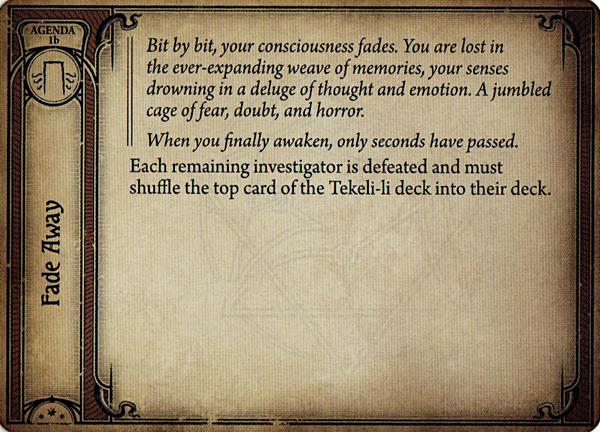 AGENDA
1b
Fade Away
Bit by bit, your consciousness fades. You are lost in
the ever-expanding weave of memories, your senses
drowning in a deluge of thought and emotion. A jumbled
cage of fear, doubt, and horror.
When you finally awaken, only seconds have passed.
Each remaining investigator is defeated and must
shuffle the top card of the Tekeli-li deck into their deck.